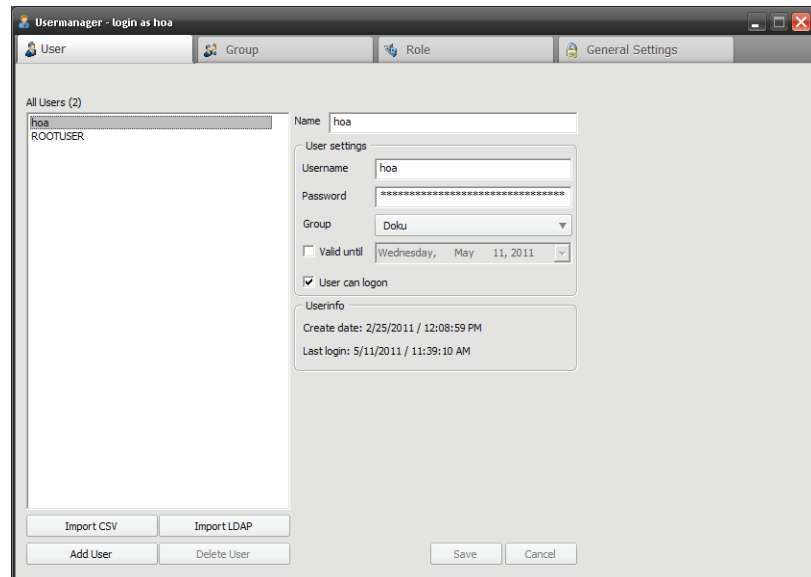 Usermanager - login as hoa
User Group Role General Settings
All Users (2)
hoa
ROOTUSER
Name hoa
User settings
Username hoa
Password ********************************
Group Doku
Valid until Wednesday, May 11, 2011
User can logon
Userinfo
Create date: 2/25/2011 / 12:08:59 PM
Last login: 5/11/2011 / 11:39:10 AM
Import CSV Import LDAP
Add User Delete User Save Cancel